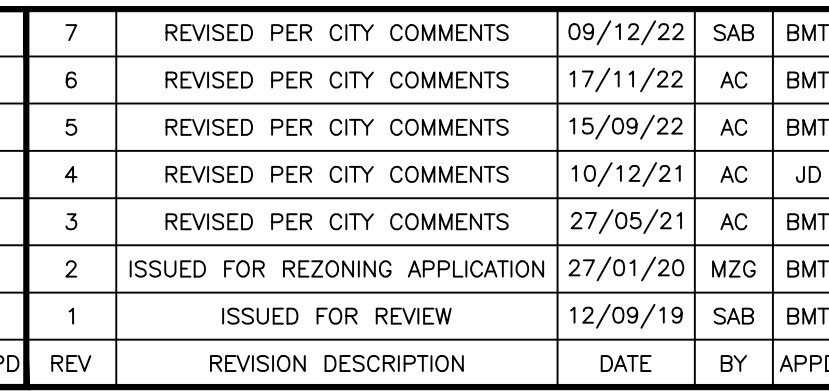 7 REVISED PER CITY COMMENTS 09/12/22 SAB BMT
6 REVISED PER CITY COMMENTS 17/11/22 AC BMT
5 REVISED PER CITY COMMENTS 15/09/22 AC BMT
4 REVISED PER CITY COMMENTS 10/12/21 AC JD
3 REVISED PER CITY COMMENTS 27/05/21 AC BMT
2 ISSUED FOR REZONING APPLICATION 27/01/20 MZG BMT
1 ISSUED FOR REVIEW 12/09/19 SAB BMT
PD REV REVISION DESCRIPTION DATE BY APPD